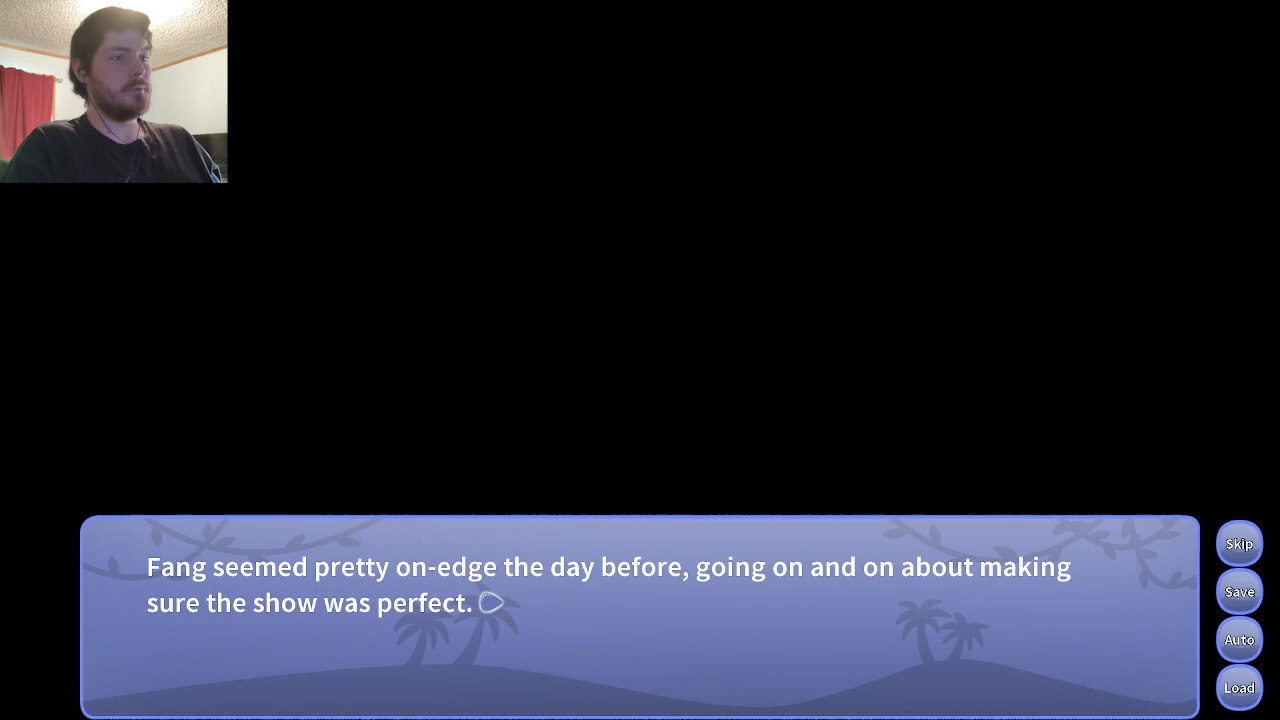 Fang seemed pretty on-edge the day before, going on and on about making
sure the show was perfect.
Skip
Save
Auto
Load